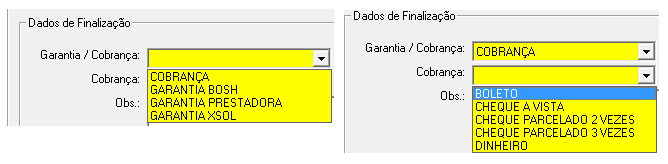 Dados de Finalização
Garantia / Cobrança:
Cobrança:
COBRANÇA
GARANTIA BOSH
Obs.:
GARANTIA PRESTADORA
GARANTIA XSOL
Dados de Finalização
Garantia / Cobrança: COBRANÇA
Cobrança:
Obs.:
BOLETO
CHEQUE A VISTA
CHEQUE PARCELADO 2 VEZES
CHEQUE PARCELADO 3 VEZES
DINHEIRO